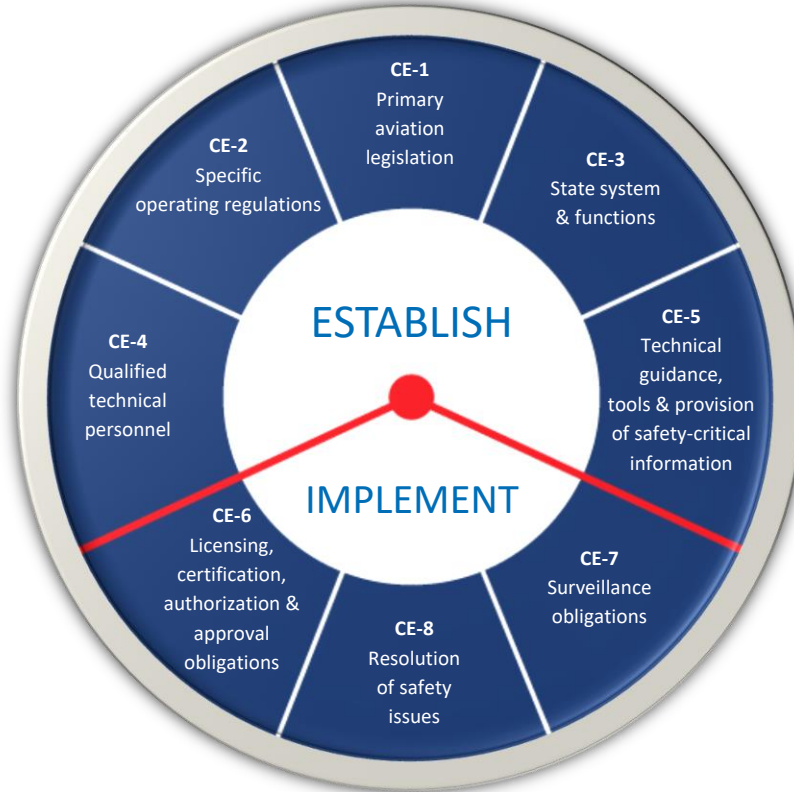 CE-1
Primary
aviation
legislation
CE-2
Specific
operating regulations
CE-3
State system
& functions
CE-4
Qualified
technical
personnel
ESTABLISH
CE-5
Technical
guidance,
tools & provision
of safety-critical
information
IMPLEMENT
CE-6
Licensing,
certification,
authorization &
approval
obligations
CE-7
Surveillance
obligations
CE-8
Resolution
of safety
issues